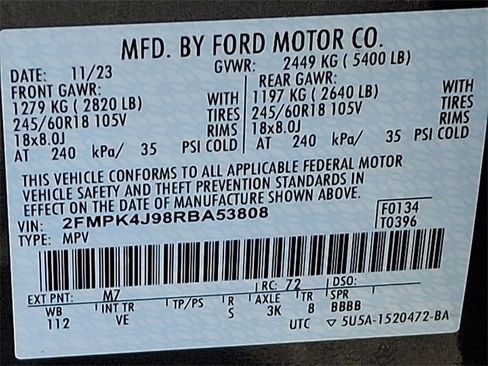 MFD. BY FORD MOTOR CO.
DATE: 11/23 GVWR: 2449 KG ( 5400 LB)
FRONT GAWR: REAR GAWR:
1279 KG ( 2820 LB) WITH 1197 KG ( 2640 LB) WITH
245/60R18 105V TIRES 245/60R18 105V TIRES
18x8.0J RIMS 18x8.0J RIMS
AT 240 kPa/ 35 PSI COLD AT 240 kPa/ 35 PSI COLD
THIS VEHICLE CONFORMS TO ALL APPLICABLE FEDERAL MOTOR
VEHICLE SAFETY AND THEFT PREVENTION STANDARDS IN
EFFECT ON THE DATE OF MANUFACTURE SHOWN ABOVE.
VIN: 2FMPK4J98RBA53808 F0134
TYPE: MPV T0396
EXT PNT: M7 RC: 72 DSO:
WB INT TR TP/PS R AXLE TR SPR
112 VE S 3K 8 BBBB
UTC ▽ 5U5A-1520472-BA